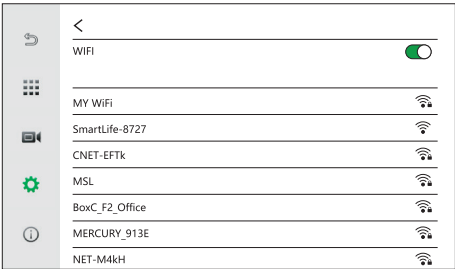 WIFI
MY WiFi
SmartLife-8727
CNET-EFTk
MSL
BoxC_F2_Office
MERCURY_913E
NET-M4kH